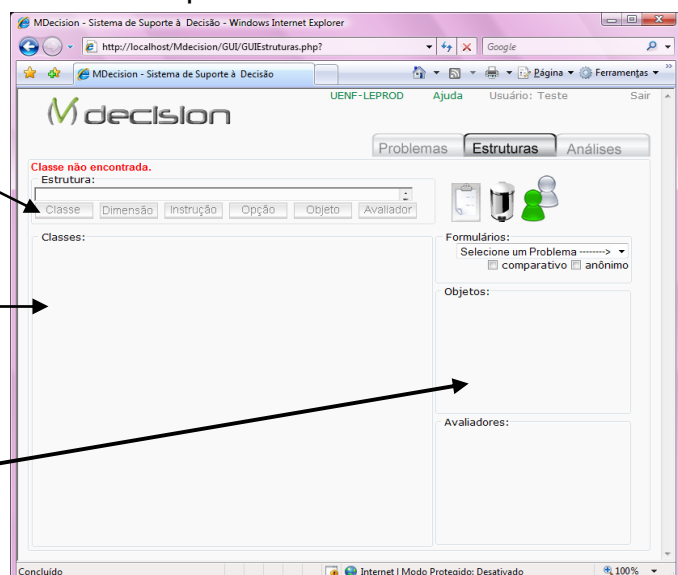 MDecision - Sistema de Suporte à Decisão - Windows Internet Explorer
http://localhost/Mdecision/GUI/GUIEstruturas.php?
Google
MDecision - Sistema de Suporte à Decisão
Página
Ferramentas
»
UENF-LEPROD Ajuda Usuário: Teste Sair
Mdecision
Problemas Estruturas Análises
Classe não encontrada.
Estrutura:
Classe Dimensão Instrução Opção Objeto Avaliador
Classes:
Formulários:
Selecione um Problema -------->
comparativo anônimo
Objetos:
Avaliadores:
Concluído Internet | Modo Protegido: Desativado 100%